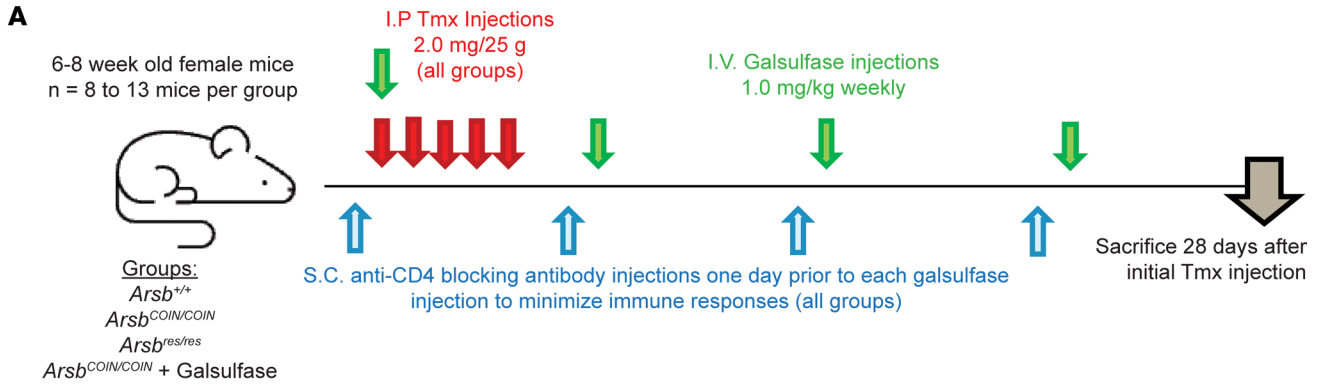 A
6-8 week old female mice
n = 8 to 13 mice per group
I.P Tmx Injections
2.0 mg/25 g
(all groups)
I.V. Galsulfase injections
1.0 mg/kg weekly
Groups:
Arsb+/+
ArsbCOIN/COIN
Arsbres/res
ArsbCOIN/COIN + Galsulfase
S.C. anti-CD4 blocking antibody injections one day prior to each galsulfase
injection to minimize immune responses (all groups)
Sacrifice 28 days after
initial Tmx injection